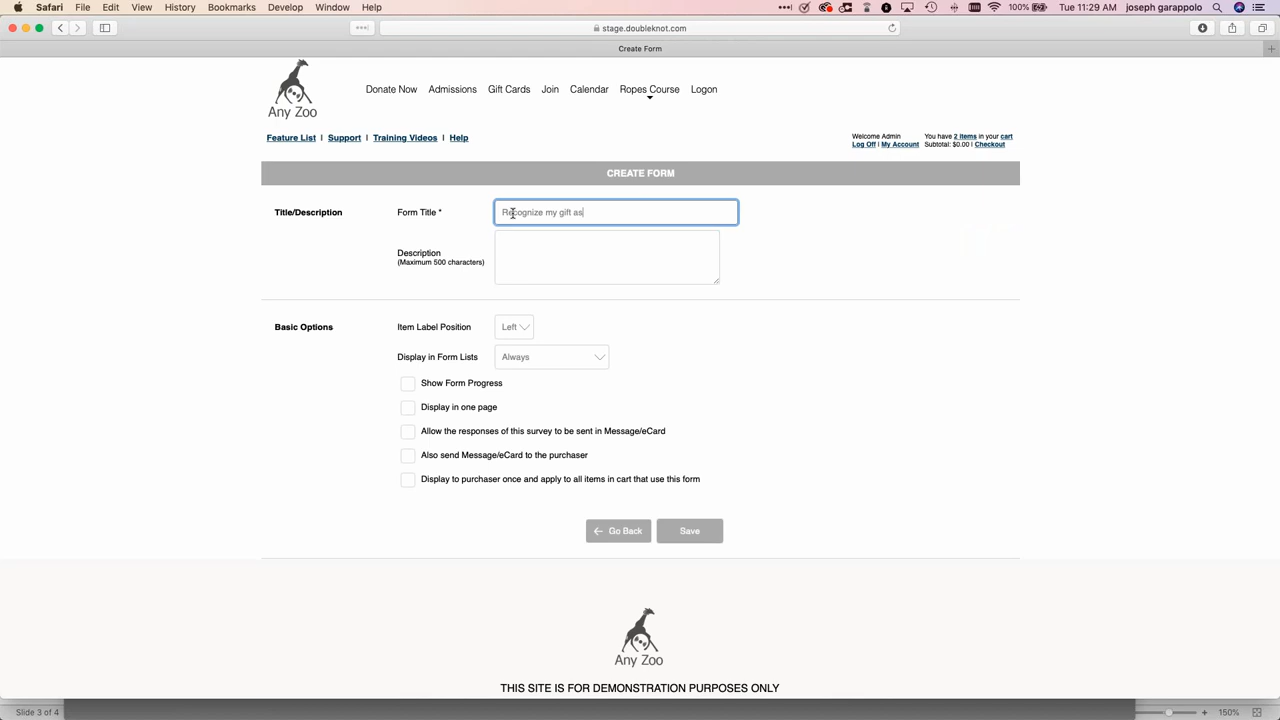 Safari File Edit View History Bookmarks Develop Window Help
100% Tue 11:29 AM joseph garappolo
stage.doubleknot.com
Create Form
Any Zoo
Donate Now Admissions Gift Cards Join Calendar Ropes Course Logon
Feature List | Support | Training Videos | Help
Welcome Admin You have 2 items in your cart
Log Off | My Account Subtotal: $0.00 | Checkout
CREATE FORM
Title/Description Form Title * Recognize my gift as
Description
(Maximum 500 characters)
Basic Options Item Label Position Left
Display in Form Lists Always
Show Form Progress
Display in one page
Allow the responses of this survey to be sent in Message/eCard
Also send Message/eCard to the purchaser
Display to purchaser once and apply to all items in cart that use this form
Go Back Save
Any Zoo
THIS SITE IS FOR DEMONSTRATION PURPOSES ONLY
Slide 3 of 4 150%